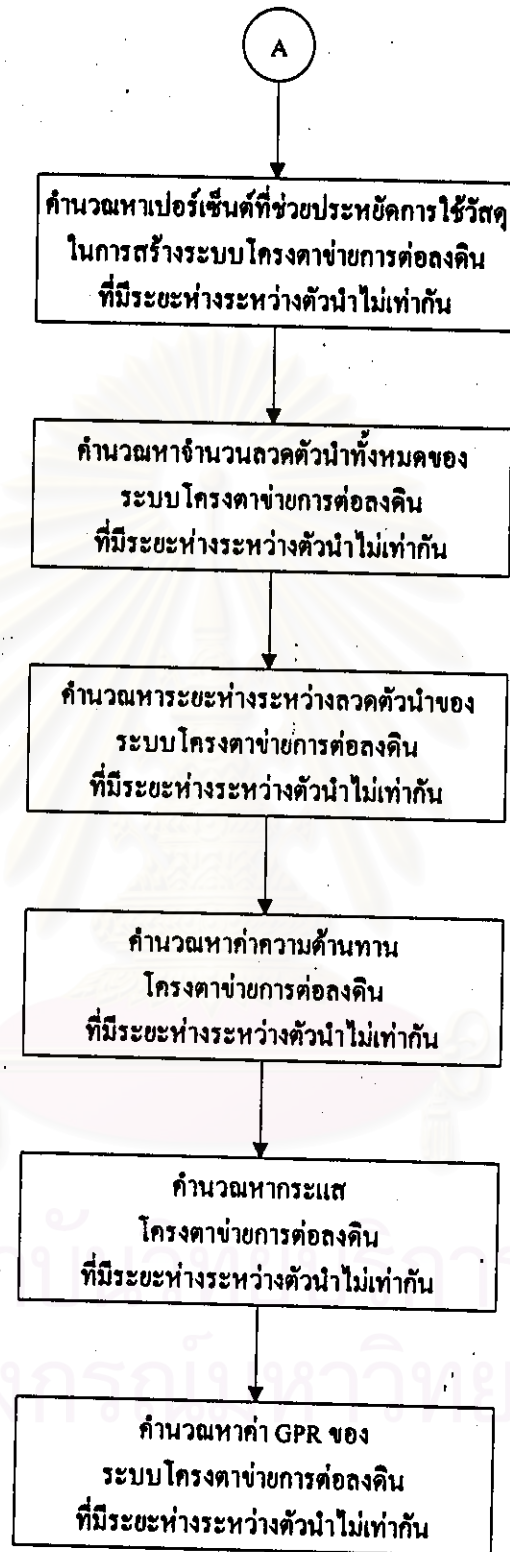 A
คำนวณหาเปอร์เซ็นต์ที่ช่วยประหยัดการใช้วัสดุ
ในการสร้างระบบโครงตาข่ายการต่อลงดิน
ที่มีระยะห่างระหว่างตัวนำไม่เท่ากัน
คำนวณหาจำนวนลวดตัวนำทั้งหมดของ
ระบบโครงตาข่ายการต่อลงดิน
ที่มีระยะห่างระหว่างตัวนำไม่เท่ากัน
คำนวณหาระยะห่างระหว่างลวดตัวนำของ
ระบบโครงตาข่ายการต่อลงดิน
ที่มีระยะห่างระหว่างตัวนำไม่เท่ากัน
คำนวณหาค่าความต้านทาน
โครงตาข่ายการต่อลงดิน
ที่มีระยะห่างระหว่างตัวนำไม่เท่ากัน
คำนวณหากระแส
โครงตาข่ายการต่อลงดิน
ที่มีระยะห่างระหว่างตัวนำไม่เท่ากัน
คำนวณหาค่า GPR ของ
ระบบโครงตาข่ายการต่อลงดิน
ที่มีระยะห่างระหว่างตัวนำไม่เท่ากัน